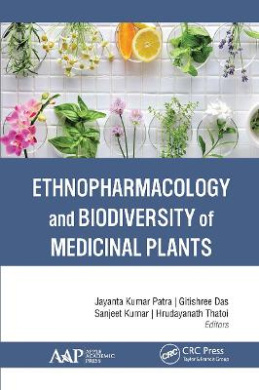 ETHNOPHARMACOLOGY
and BIODIVERSITY of
MEDICINAL PLANTS
Jayanta Kumar Patra | Gitishree Das
Sanjeet Kumar | Hrudayanath Thatoi
Editors
AAP
APPLE
ACADEMIC
PRESS
CRC Press
Taylor & Francis Group